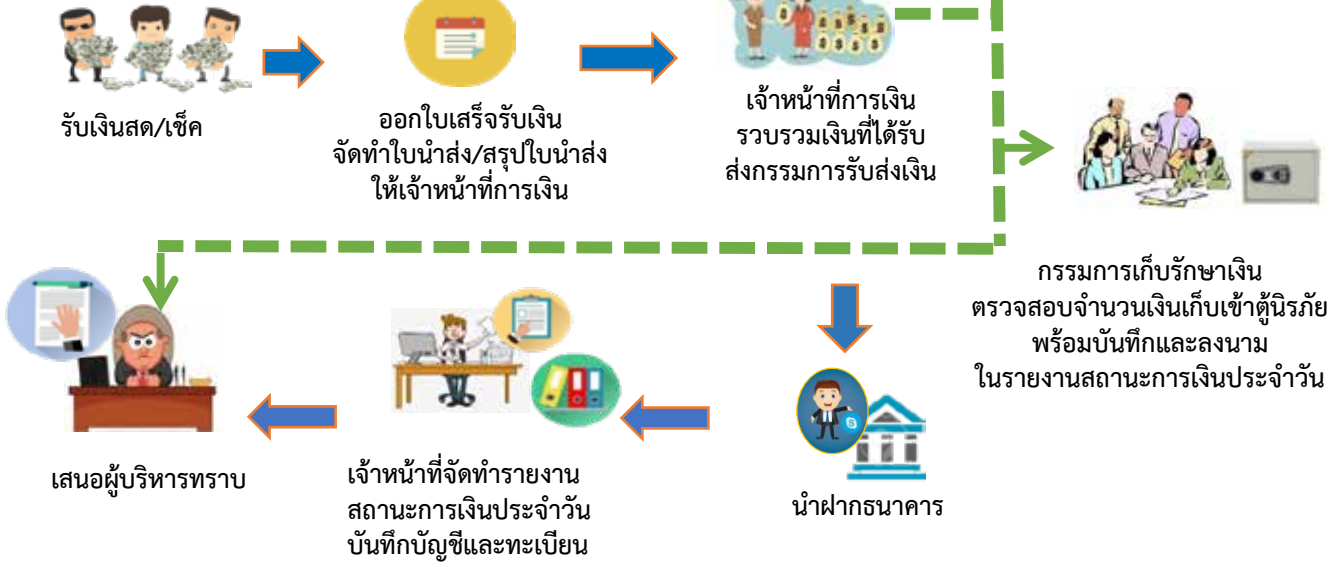 รับเงินสด/เช็ค
ออกใบเสร็จรับเงิน
จัดทำใบนำส่ง/สรุปใบนำส่ง
ให้เจ้าหน้าที่การเงิน
เจ้าหน้าที่การเงิน
รวบรวมเงินที่ได้รับ
ส่งกรรมการรับส่งเงิน
กรรมการเก็บรักษาเงิน
ตรวจสอบจำนวนเงินเก็บเข้าตู้นิรภัย
พร้อมบันทึกและลงนาม
ในรายงานสถานะการเงินประจำวัน
นำฝากธนาคาร
เจ้าหน้าที่จัดทำรายงาน
สถานะการเงินประจำวัน
บันทึกบัญชีและทะเบียน
เสนอผู้บริหารทราบ